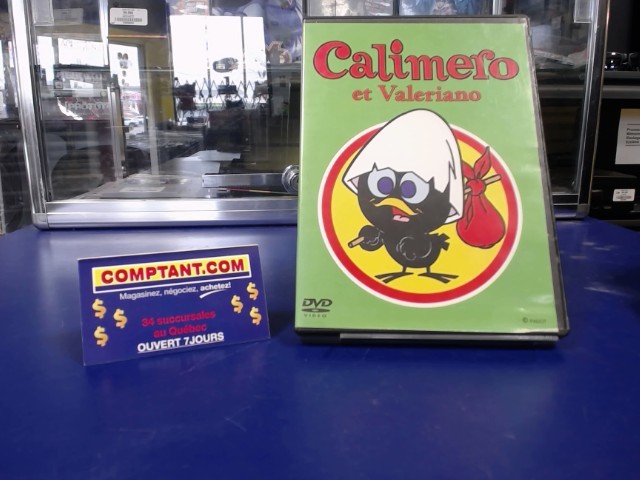 Calimero
et Valeriano
DVD
VIDEO
COMPTANT.COM
Magasinez, négociez, achetez!
34 succursales
au Québec
OUVERT 7JOURS